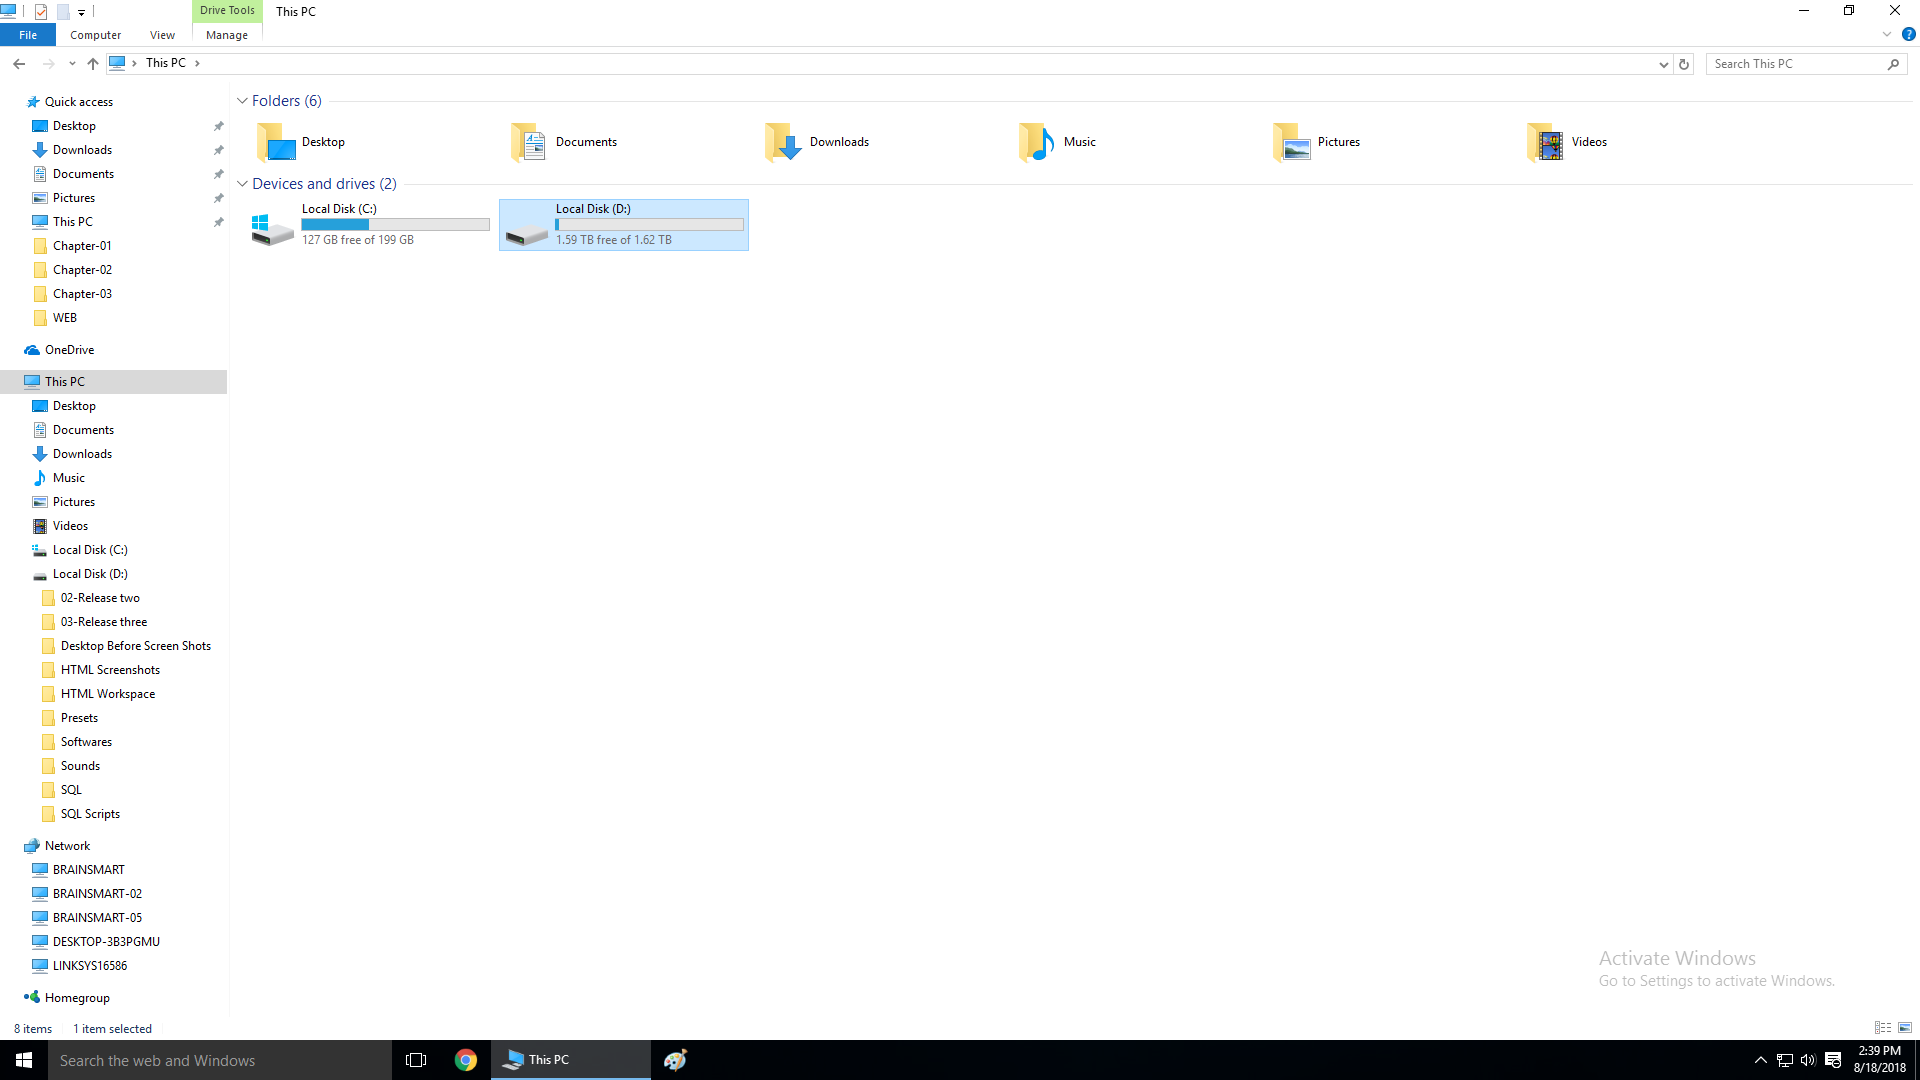 Drive Tools
This PC
File
Computer
View
Manage
?
This PC
Search This PC
Quick access
Desktop
Downloads
Documents
Pictures
This PC
Chapter-01
Chapter-02
Chapter-03
WEB
OneDrive
This PC
Desktop
Documents
Downloads
Music
Pictures
Videos
Local Disk (C:)
Local Disk (D:)
02-Release two
03-Release three
Desktop Before Screen Shots
HTML Screenshots
HTML Workspace
Presets
Softwares
Sounds
SQL
SQL Scripts
Network
BRAINSMART
BRAINSMART-02
BRAINSMART-05
DESKTOP-3B3PGMU
LINKSYS16586
Homegroup
Folders (6)
Desktop
Documents
Downloads
Music
Pictures
Videos
Devices and drives (2)
Local Disk (C:)
127 GB free of 199 GB
Local Disk (D:)
1.59 TB free of 1.62 TB
Activate Windows
Go to Settings to activate Windows.
8 items
1 item selected
Search the web and Windows
This PC
2:39 PM
8/18/2018